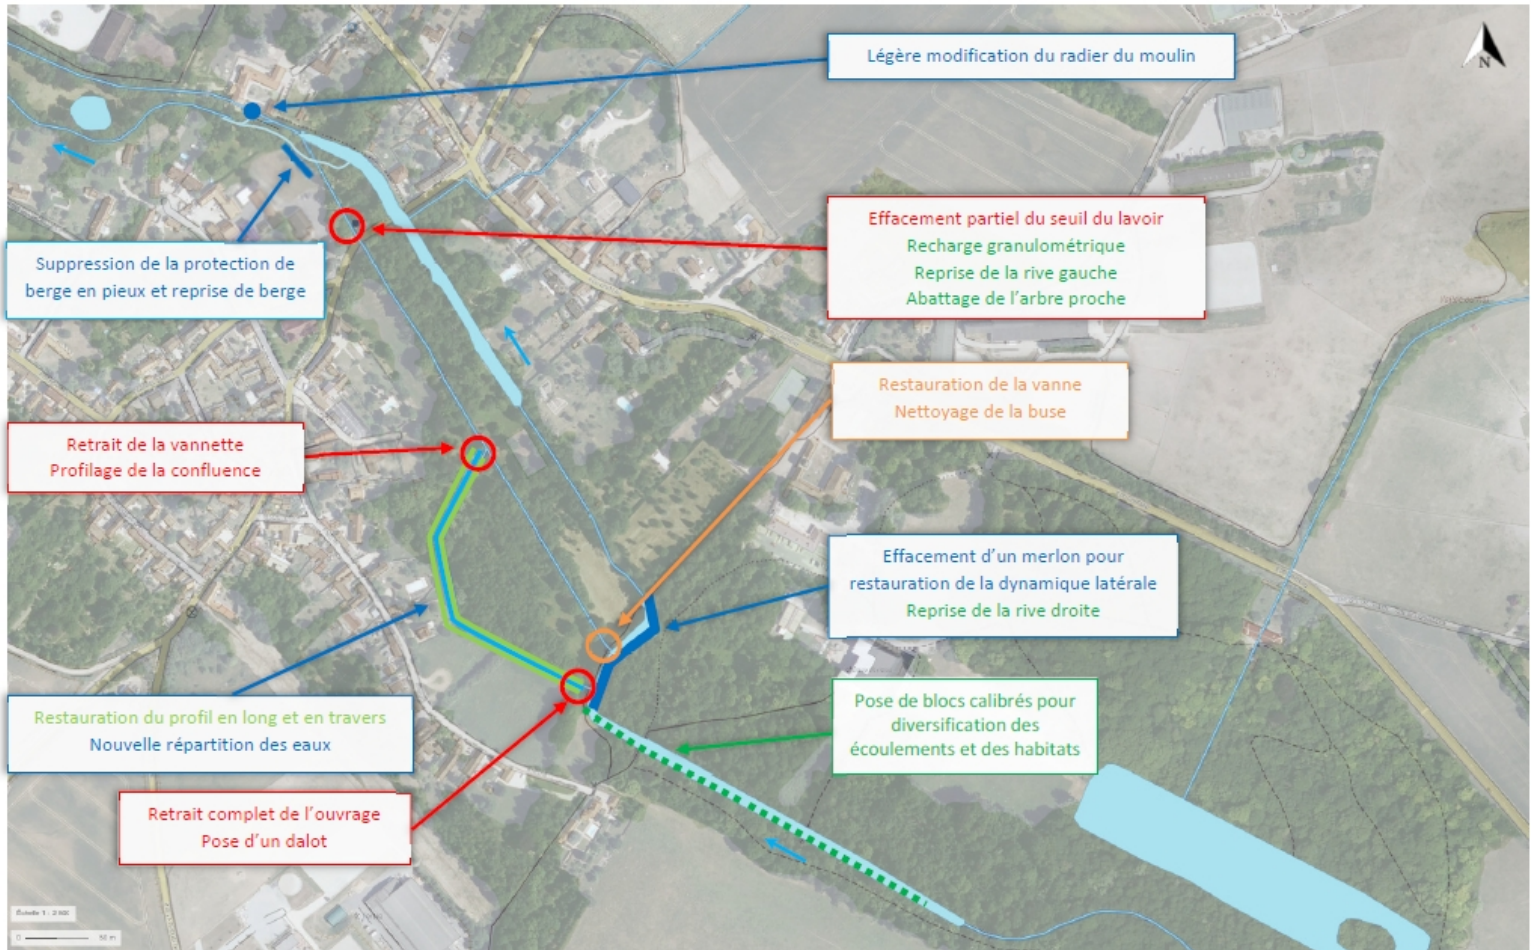 Légère modification du radier du moulin
N
Effacement partiel du seuil du lavoir
Recharge granulométrique
Reprise de la rive gauche
Abattage de l'arbre proche
Suppression de la protection de
berge en pieux et reprise de berge
Restauration de la vanne
Nettoyage de la buse
Retrait de la vannette
Profilage de la confluence
Effacement d'un merlon pour
restauration de la dynamique latérale
Reprise de la rive droite
Restauration du profil en long et en travers
Nouvelle répartition des eaux
Pose de blocs calibrés pour
diversification des
écoulements et des habitats
Retrait complet de l'ouvrage
Pose d'un dalot
Échelle 1 :
0 50 m